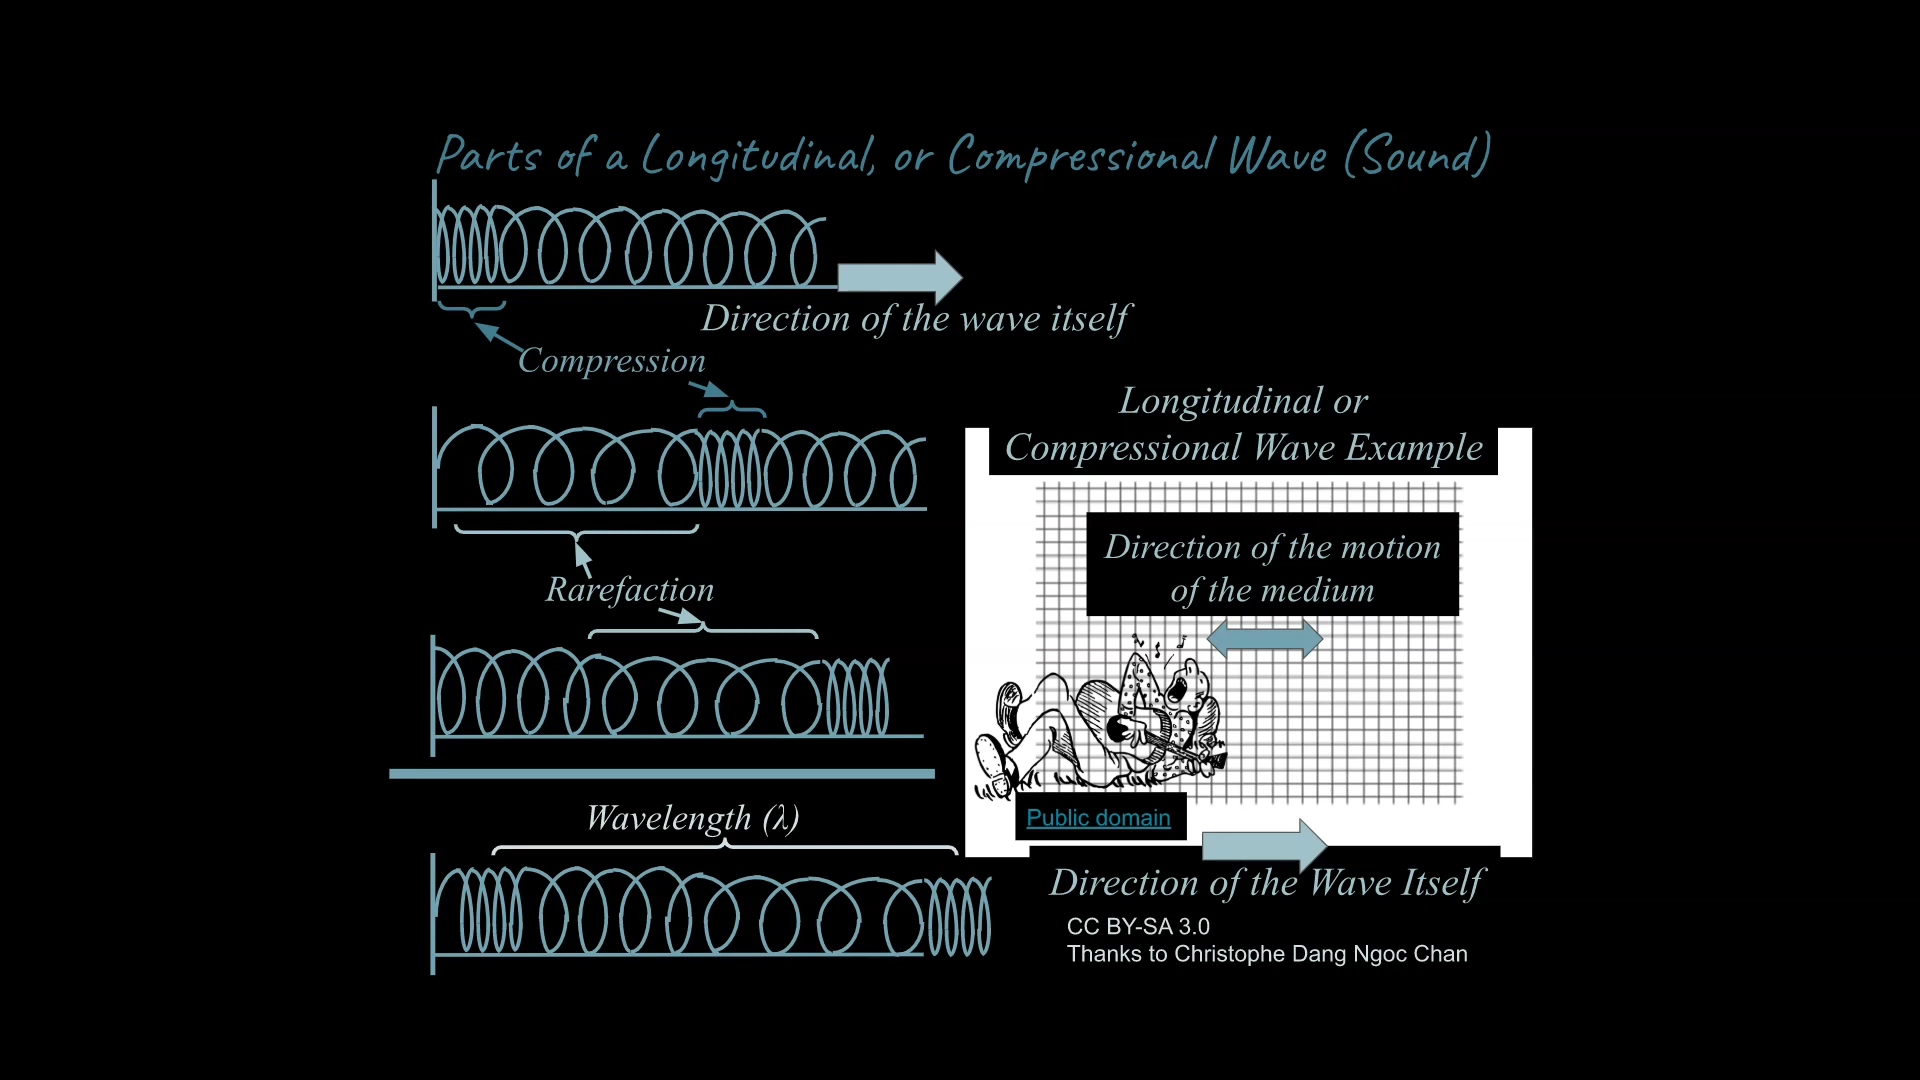 Parts of a Longitudinal, or Compressional Wave (Sound)
Direction of the wave itself
Compression
Longitudinal or
Compressional Wave Example
Direction of the motion
of the medium
Rarefaction
Wavelength (λ)
Public domain
Direction of the Wave Itself
CC BY-SA 3.0
Thanks to Christophe Dang Ngoc Chan